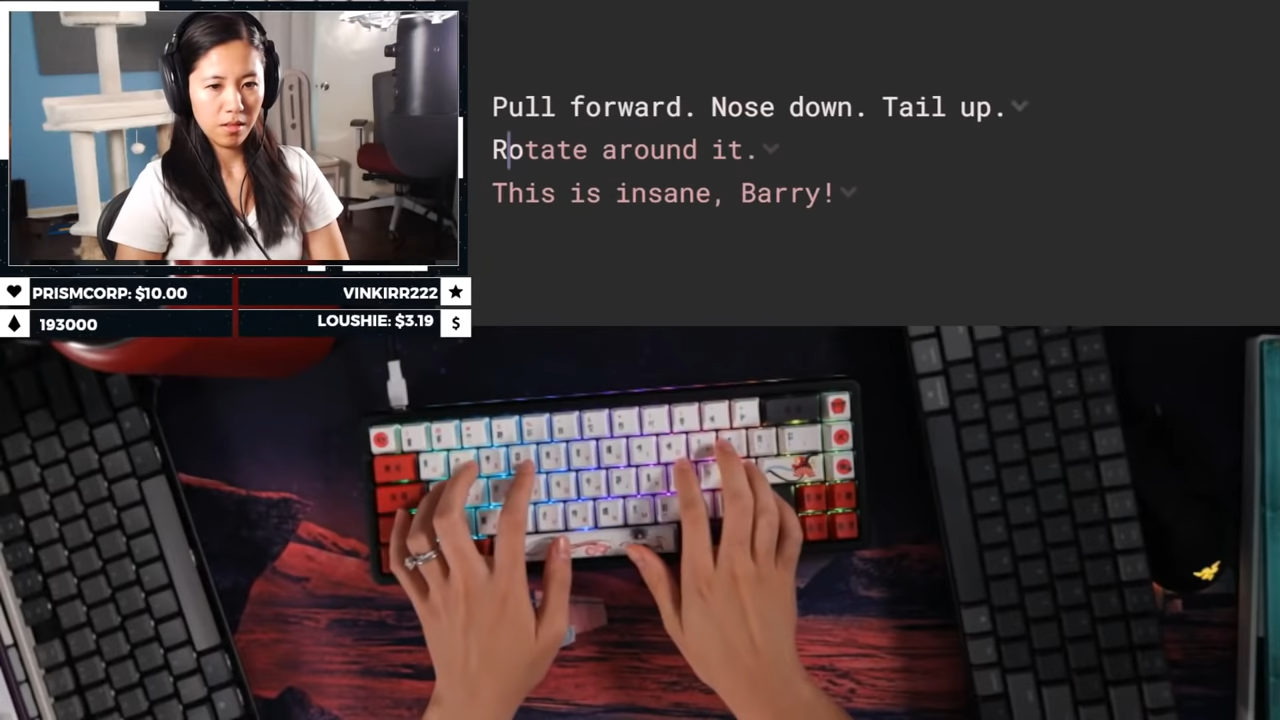 Pull forward. Nose down. Tail up.
Rotate around it.
This is insane, Barry!
PRISMCORP: $10.00
VINKIRR222
193000
LOUSHIE: $3.19
$